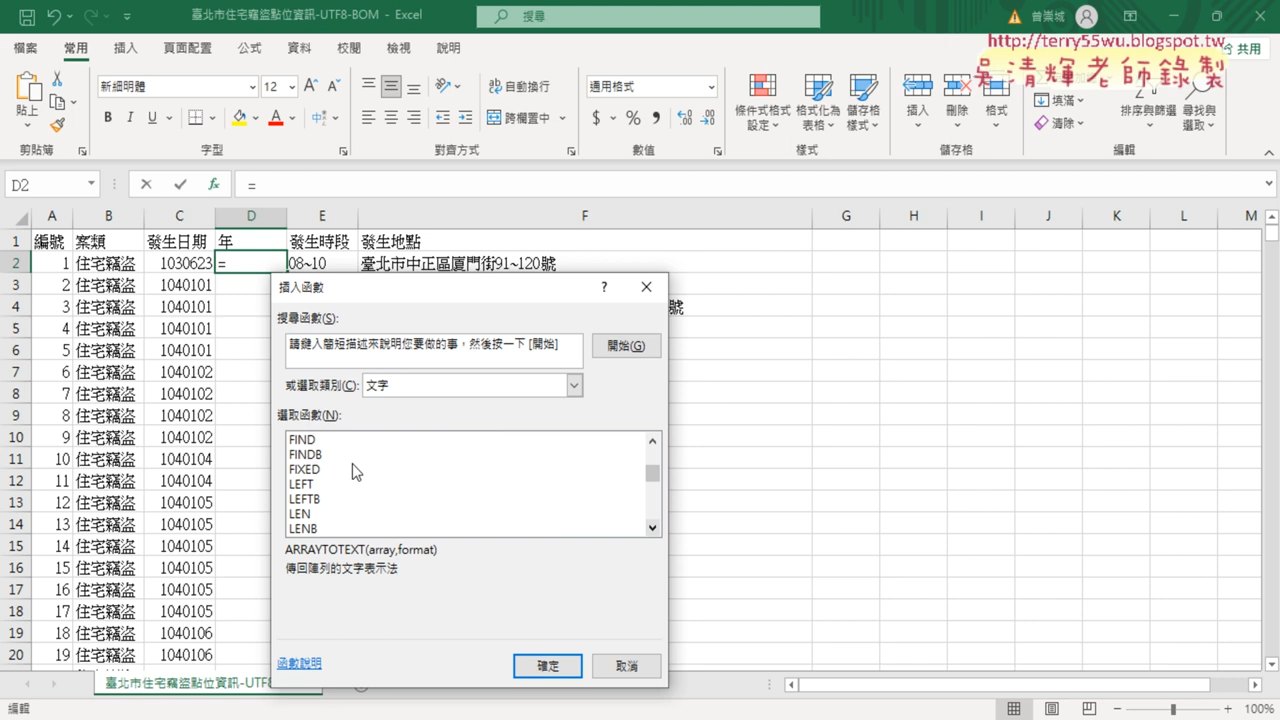 臺北市住宅竊盜點位資訊-UTF8-BOM - Excel
搜尋
曾崇城
http://terry55wu.blogspot.tw
吳清輝老師錄製
檔案 常用 插入 頁面配置 公式 資料 校閱 檢視 說明
共用
貼上
新細明體 12
自動換行
跨欄置中
通用格式
條件式格式設定
格式化為表格
儲存格樣式
插入 刪除 格式
填滿
清除
排序與篩選
尋找與選取
剪貼簿 字型 對齊方式 數值 樣式 儲存格 編輯
D2 fx =
A B C D E F G H I J K L M
1 編號 案類 發生日期 年 發生時段 發生地點
2 1 住宅竊盜 1030623 = 08~10 臺北市中正區廈門街91~120號
3 2 住宅竊盜 1040101
4 3 住宅竊盜 1040101 號
5 4 住宅竊盜 1040101
6 5 住宅竊盜 1040101
7 6 住宅竊盜 1040102
8 7 住宅竊盜 1040102
9 8 住宅竊盜 1040102
10 9 住宅竊盜 1040102
11 10 住宅竊盜 1040104
12 11 住宅竊盜 1040104
13 12 住宅竊盜 1040105
14 13 住宅竊盜 1040105
15 14 住宅竊盜 1040105
16 15 住宅竊盜 1040105
17 16 住宅竊盜 1040105
18 17 住宅竊盜 1040105
19 18 住宅竊盜 1040106
20 19 住宅竊盜 1040106
插入函數 ?
搜尋函數(S):
請鍵入簡短描述來說明您要做的事，然後按一下 [開始]
開始(G)
或選取類別(C): 文字
選取函數(N):
FIND
FINDB
FIXED
LEFT
LEFTB
LEN
LENB
ARRAYTOTEXT(array,format)
傳回陣列的文字表示法
函數說明
確定 取消
臺北市住宅竊盜點位資訊-UTF8
編輯
100%